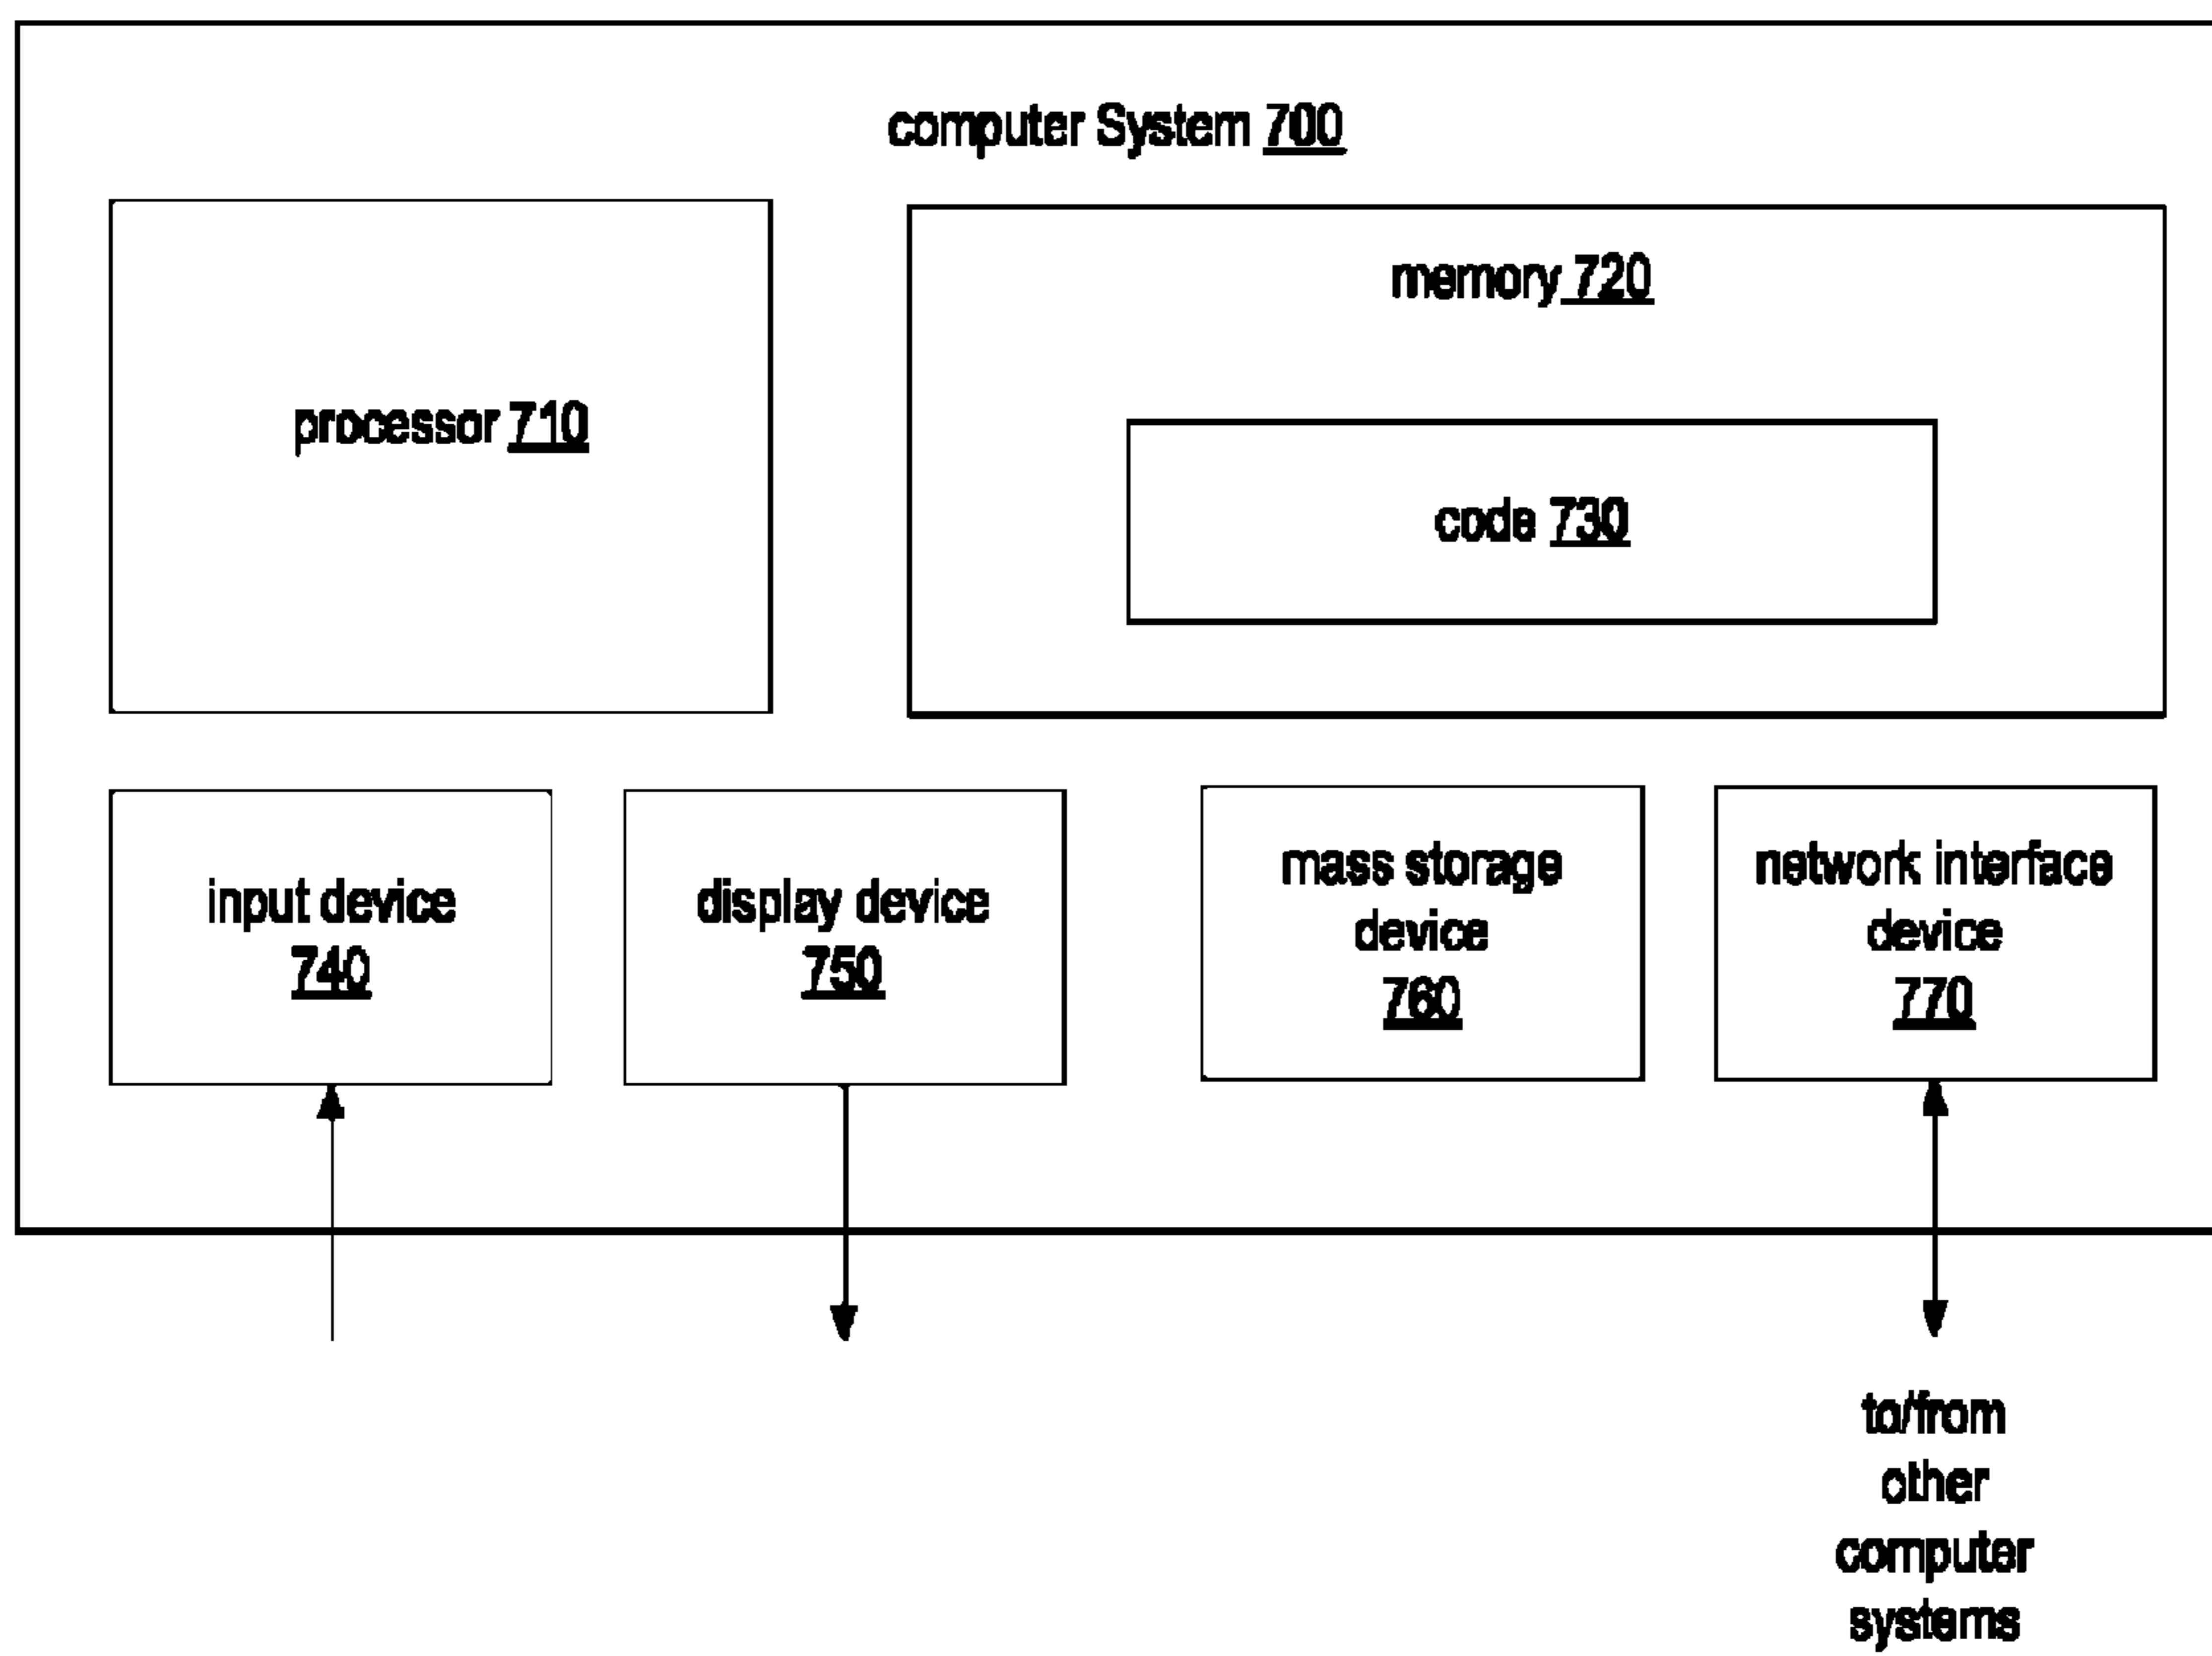 computer System 700
memory 720
processor 710
code 730
input device
740
display device
750
mass storage
device
760
network interface
device
770
to/from
other
computer
systems